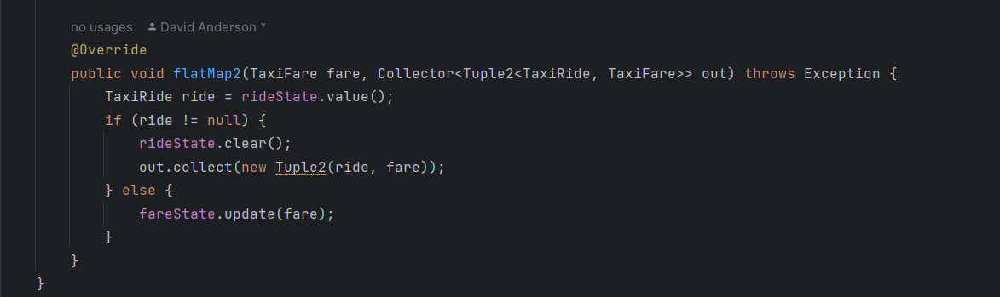 no usages David Anderson *
@Override
public void flatMap2(TaxiFare fare, Collector<Tuple2<TaxiRide, TaxiFare>> out) throws Exception {
TaxiRide ride = rideState.value();
if (ride != null) {
rideState.clear();
out.collect(new Tuple2(ride, fare));
} else {
fareState.update(fare);
}
}
}